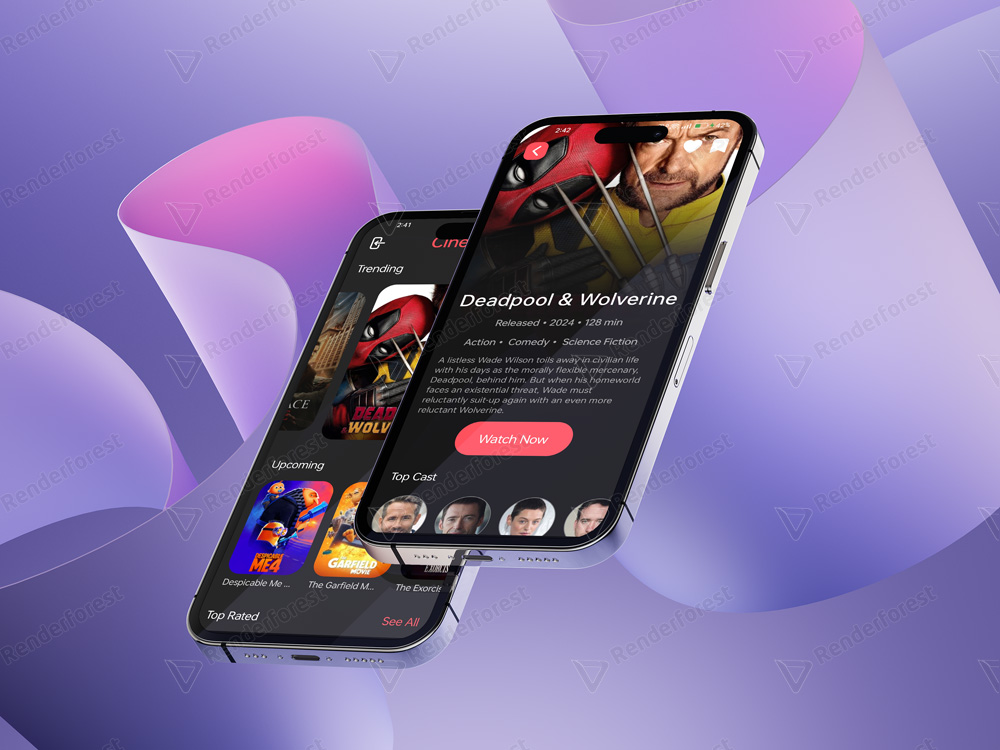 Renderforest
2:41
Cine
Trending
ACE
DEAD
WOLV
Upcoming
DESPICABLE
ME4
GARFIELD
MOVIE
Despicable Me ...
The Garfield M...
The Exorcis
Top Rated
See All
2:42
Deadpool & Wolverine
Released • 2024 • 128 min
Action • Comedy • Science Fiction
A listless Wade Wilson toils away in civilian life
with his days as the morally flexible mercenary,
Deadpool, behind him. But when his homeworld
faces an existential threat, Wade must
reluctantly suit-up again with an even more
reluctant Wolverine.
Watch Now
Top Cast